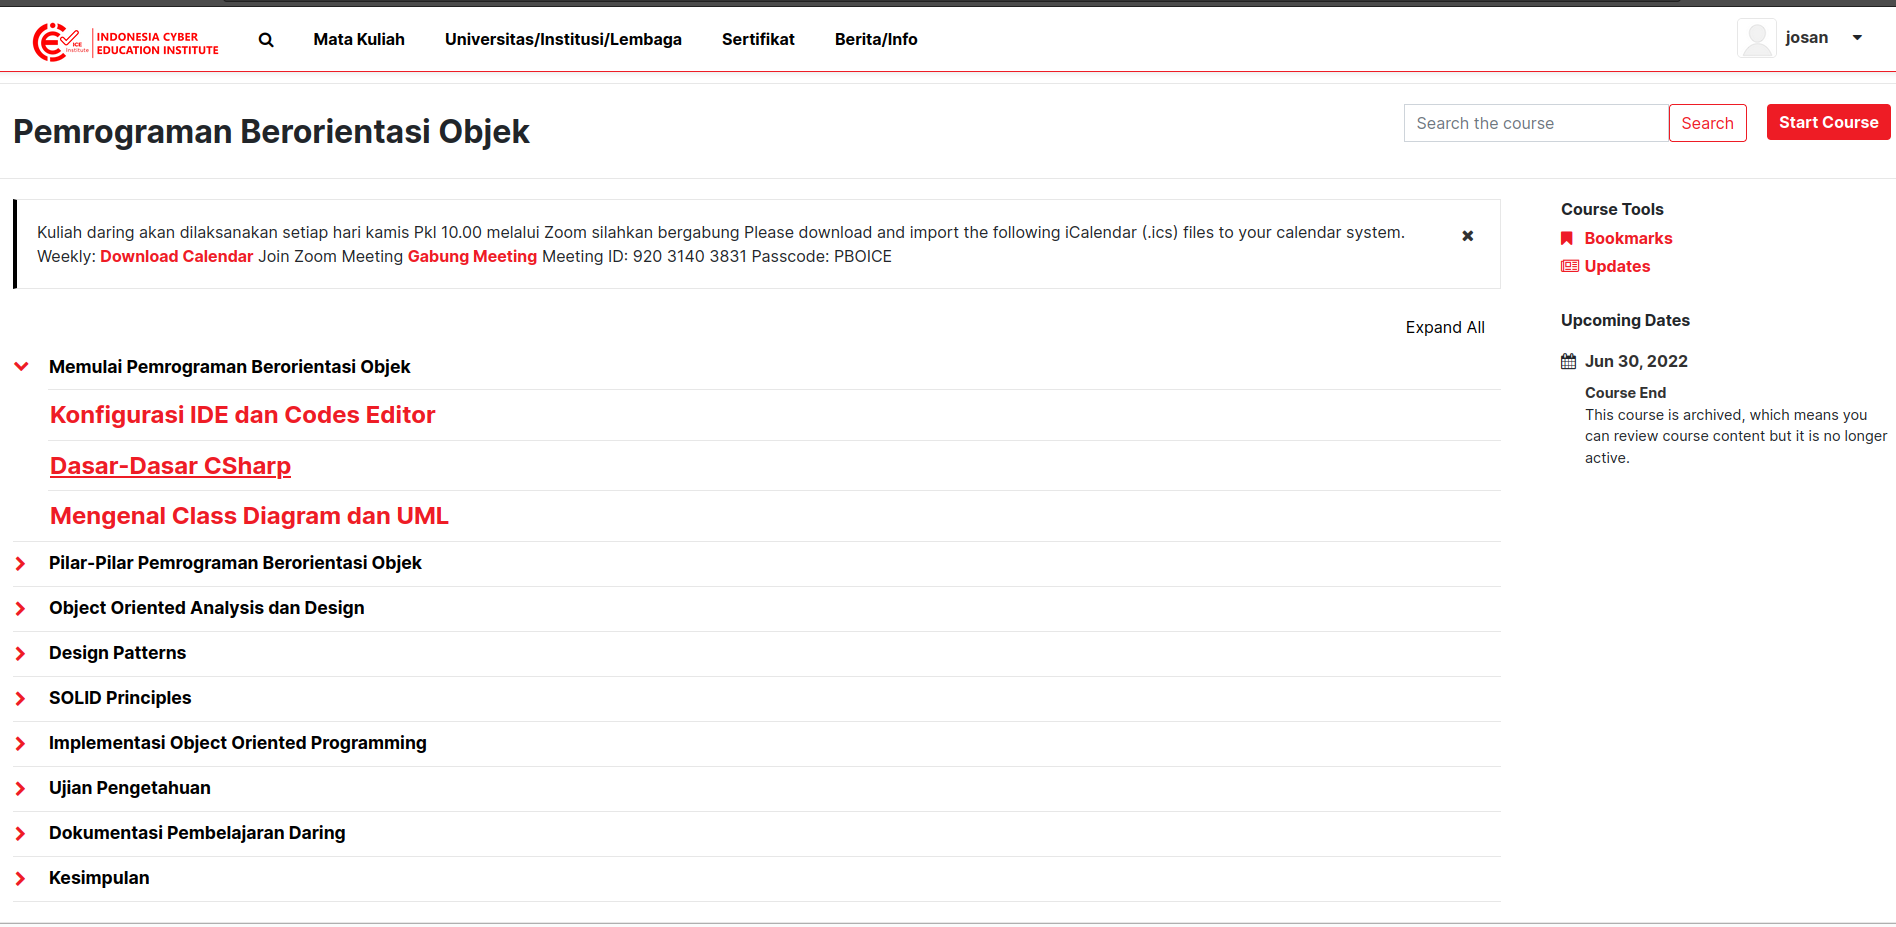 INDONESIA CYBER
EDUCATION INSTITUTE
ICE
Institute
Mata Kuliah
Universitas/Institusi/Lembaga
Sertifikat
Berita/Info
josan
Pemrograman Berorientasi Objek
Search the course
Search
Start Course
Kuliah daring akan dilaksanakan setiap hari kamis Pkl 10.00 melalui Zoom silahkan bergabung Please download and import the following iCalendar (.ics) files to your calendar system.
Weekly: Download Calendar Join Zoom Meeting Gabung Meeting Meeting ID: 920 3140 3831 Passcode: PBOICE
Expand All
Memulai Pemrograman Berorientasi Objek
Konfigurasi IDE dan Codes Editor
Dasar-Dasar CSharp
Mengenal Class Diagram dan UML
Pilar-Pilar Pemrograman Berorientasi Objek
Object Oriented Analysis dan Design
Design Patterns
SOLID Principles
Implementasi Object Oriented Programming
Ujian Pengetahuan
Dokumentasi Pembelajaran Daring
Kesimpulan
Course Tools
Bookmarks
Updates
Upcoming Dates
Jun 30, 2022
Course End
This course is archived, which means you
can review course content but it is no longer
active.